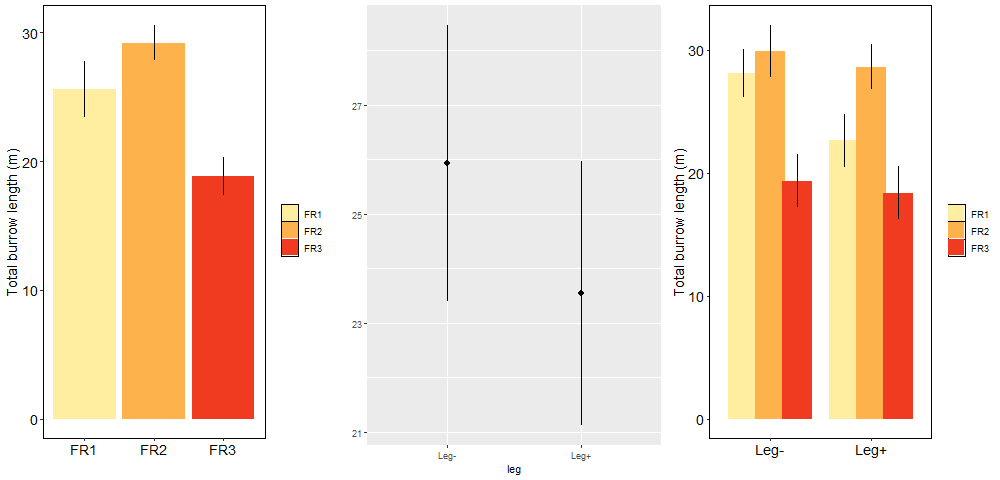 Total burrow length (m)
30
20
10
0
FR1 FR2 FR3
FR1
FR2
FR3
27
25
23
21
Leg- Leg+
leg
Total burrow length (m)
30
20
10
0
Leg- Leg+
FR1
FR2
FR3